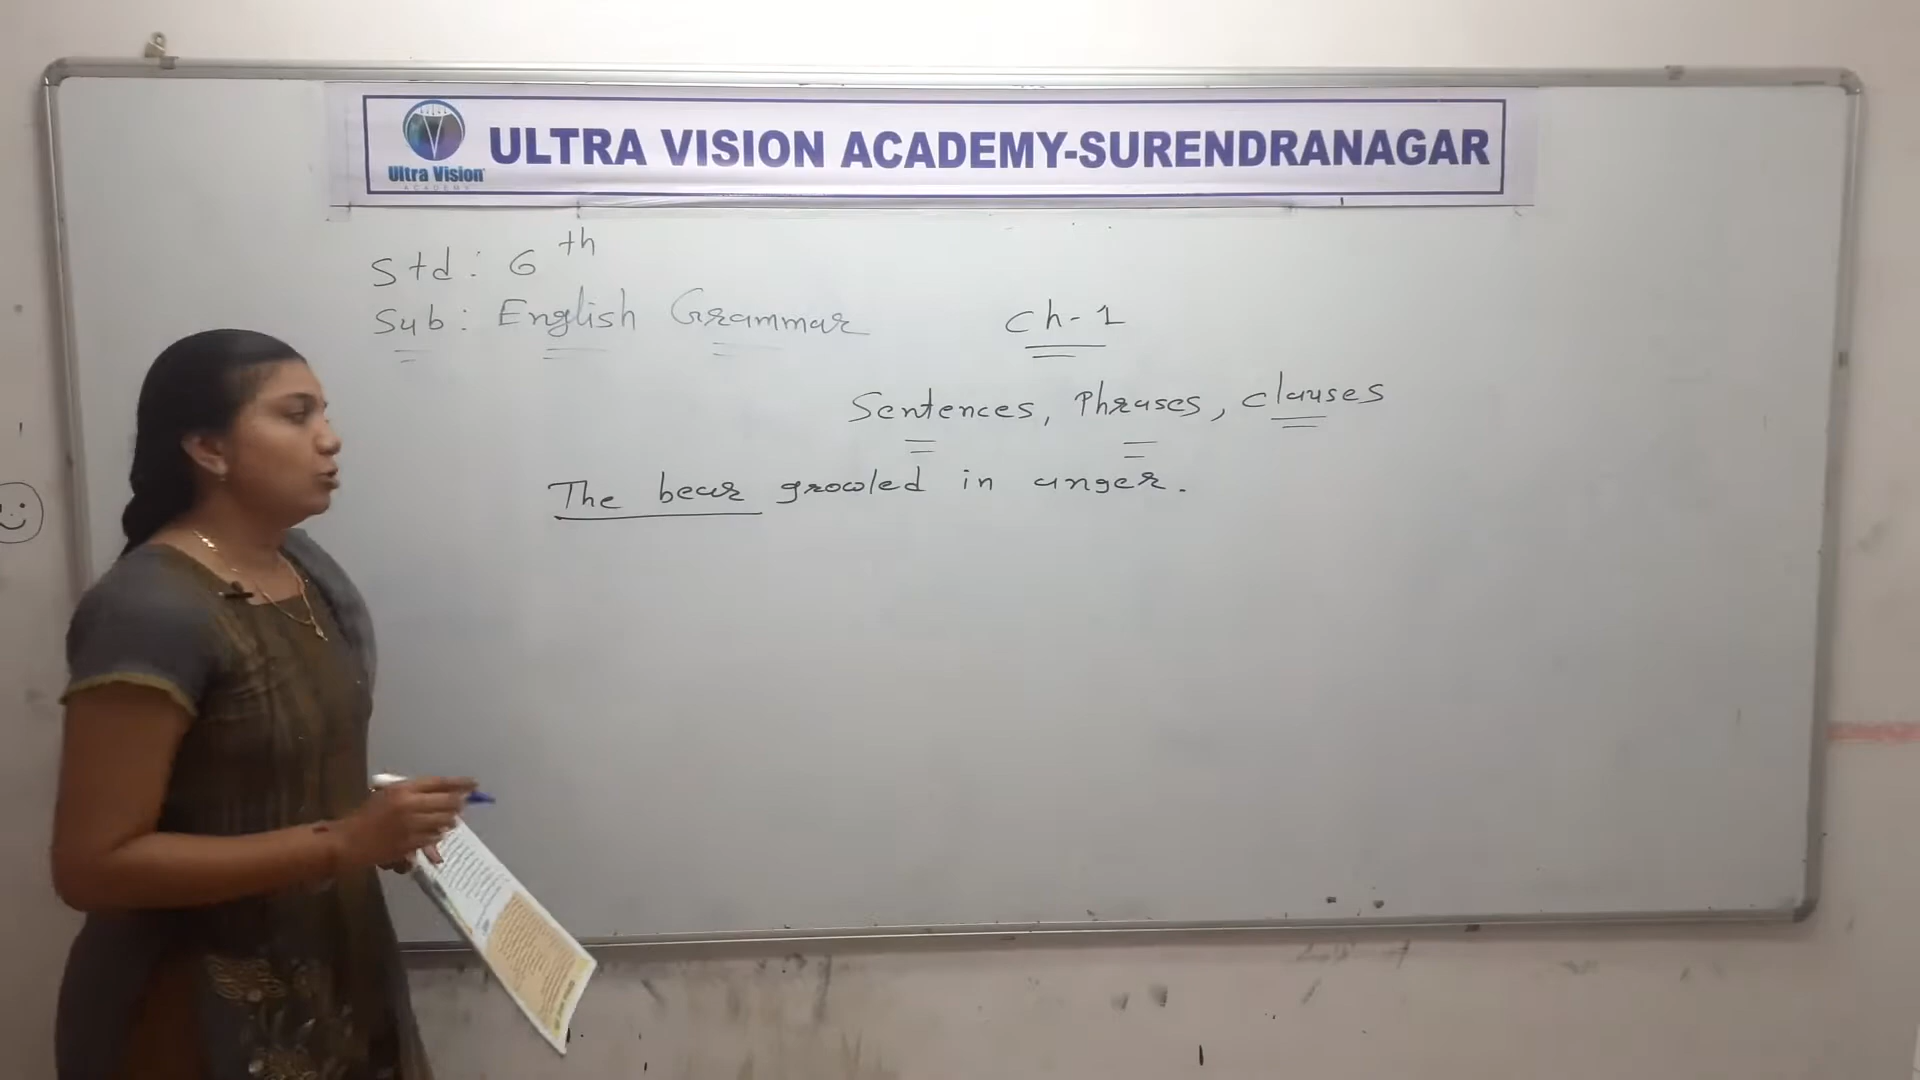 ULTRA VISION ACADEMY-SURENDRANAGAR
Ultra Vision
ACADEMY
Std: 6th
Sub: English Grammar
Ch-1
Sentences, Phrases, Clauses
The bear growled in anger.